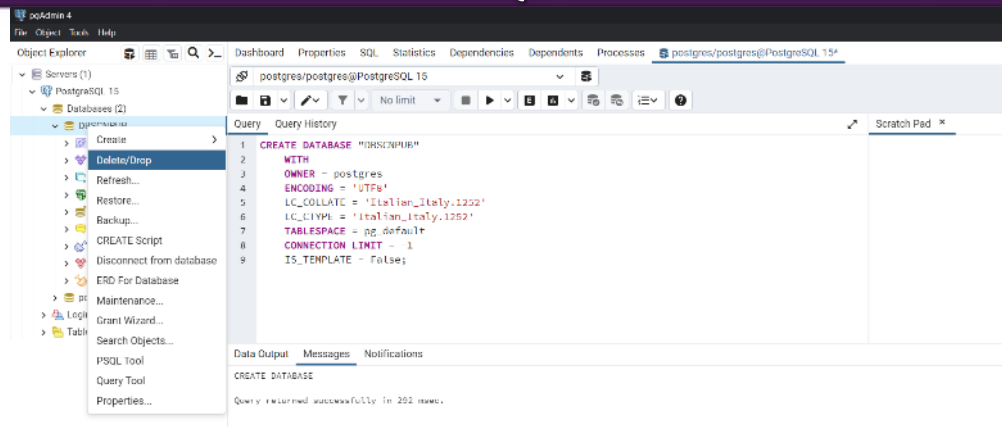 pgAdmin 4
File Object Tools Help
Object Explorer
Dashboard Properties SQL Statistics Dependencies Dependents Processes postgres/postgres@PostgreSQL 15*
Servers (1)
PostgreSQL 15
Databases (2)
postgres/postgres@PostgreSQL 15
No limit
Query Query History
Scratch Pad ×
Create
Delete/Drop
Refresh...
Restore...
Backup...
CREATE Script
Disconnect from database
ERD For Database
Maintenance...
Grant Wizard...
Search Objects...
PSQL Tool
Query Tool
Properties...
1 CREATE DATABASE "DBSCNPUB"
2 WITH
3 OWNER = postgres
4 ENCODING = 'UTF8'
5 LC_COLLATE = 'Italian_Italy.1252'
6 LC_CTYPE = 'Italian_Italy.1252'
7 TABLESPACE = pg_default
8 CONNECTION LIMIT = -1
9 IS_TEMPLATE = False;
Data Output Messages Notifications
CREATE DATABASE
Query returned successfully in 292 msec.